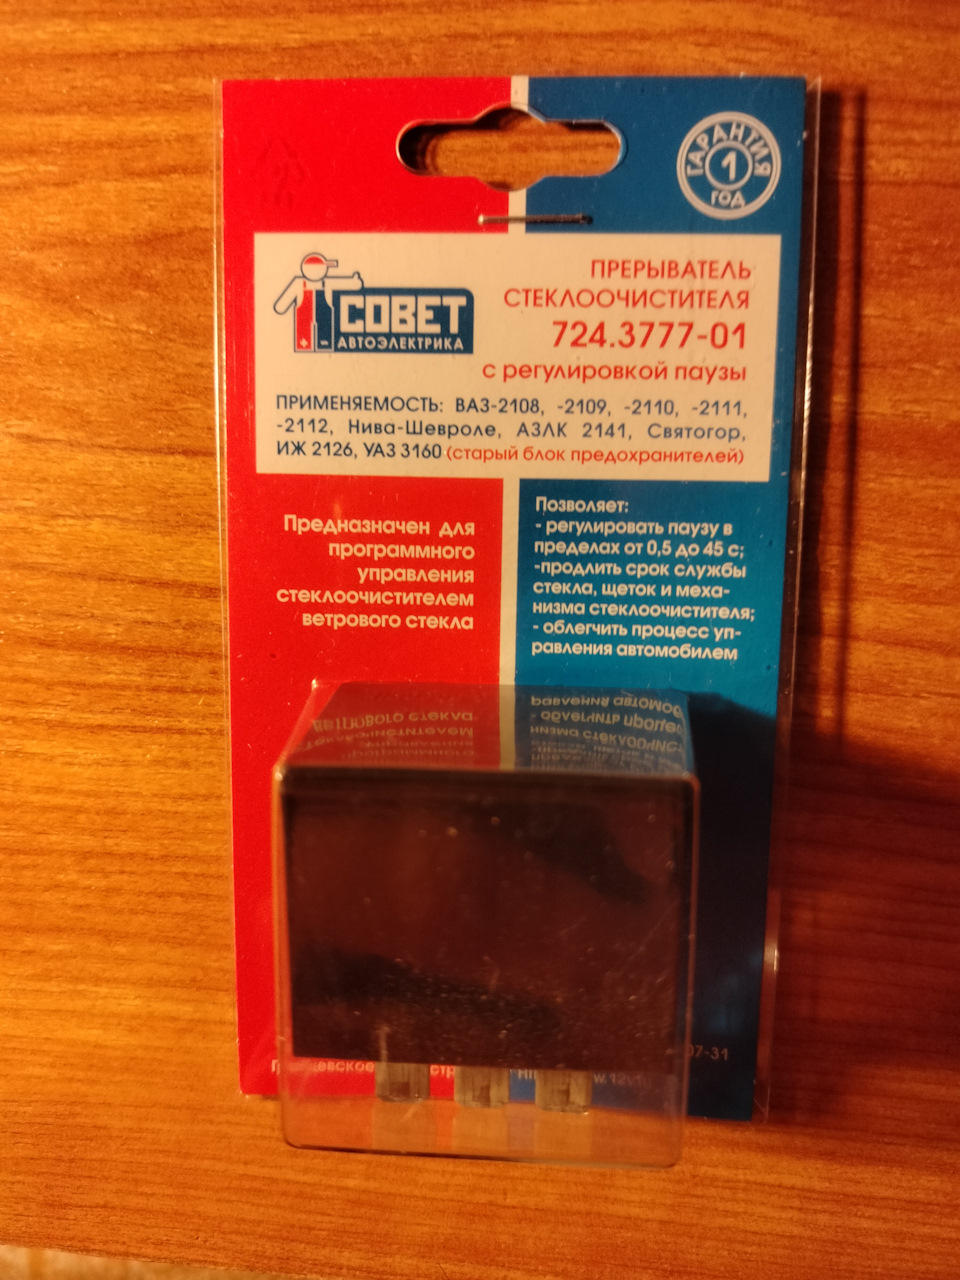 ГАРАНТИЯ
1
ГОД
СОВЕТ
АВТОЭЛЕКТРИКА
ПРЕРЫВАТЕЛЬ
СТЕКЛООЧИСТИТЕЛЯ
724.3777-01
с регулировкой паузы
ПРИМЕНЯЕМОСТЬ: ВАЗ-2108, -2109, -2110, -2111,
-2112, Нива-Шевроле, АЗЛК 2141, Святогор,
ИЖ 2126, УАЗ 3160 (старый блок предохранителей)
Предназначен для
программного
управления
стеклоочистителем
ветрового стекла
Позволяет:
- регулировать паузу в
пределах от 0,5 до 45 с;
-продлить срок службы
стекла, щеток и меха-
низма стеклоочистителя;
- облегчить процесс уп-
равления автомобилем
07-31